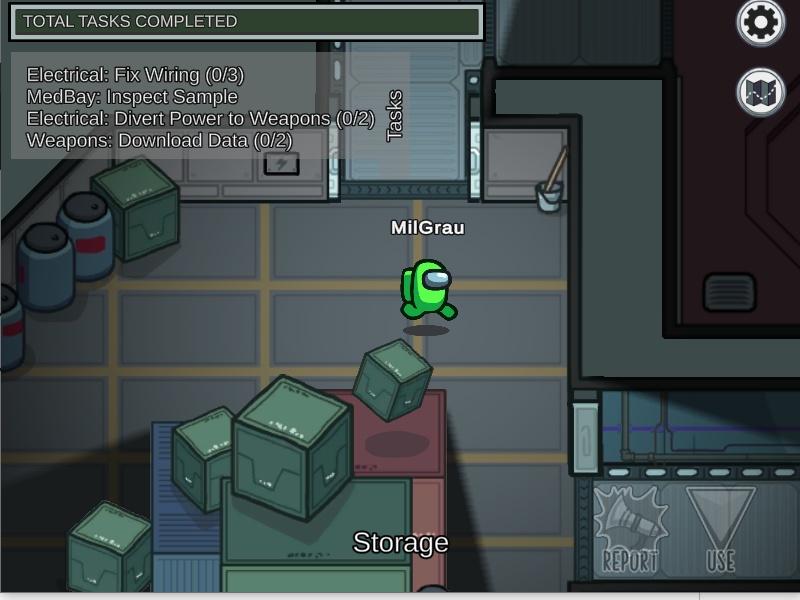 TOTAL TASKS COMPLETED
Electrical: Fix Wiring (0/3)
MedBay: Inspect Sample
Electrical: Divert Power to Weapons (0/2)
Weapons: Download Data (0/2)
Tasks
MilGrau
Storage
REPORT
USE